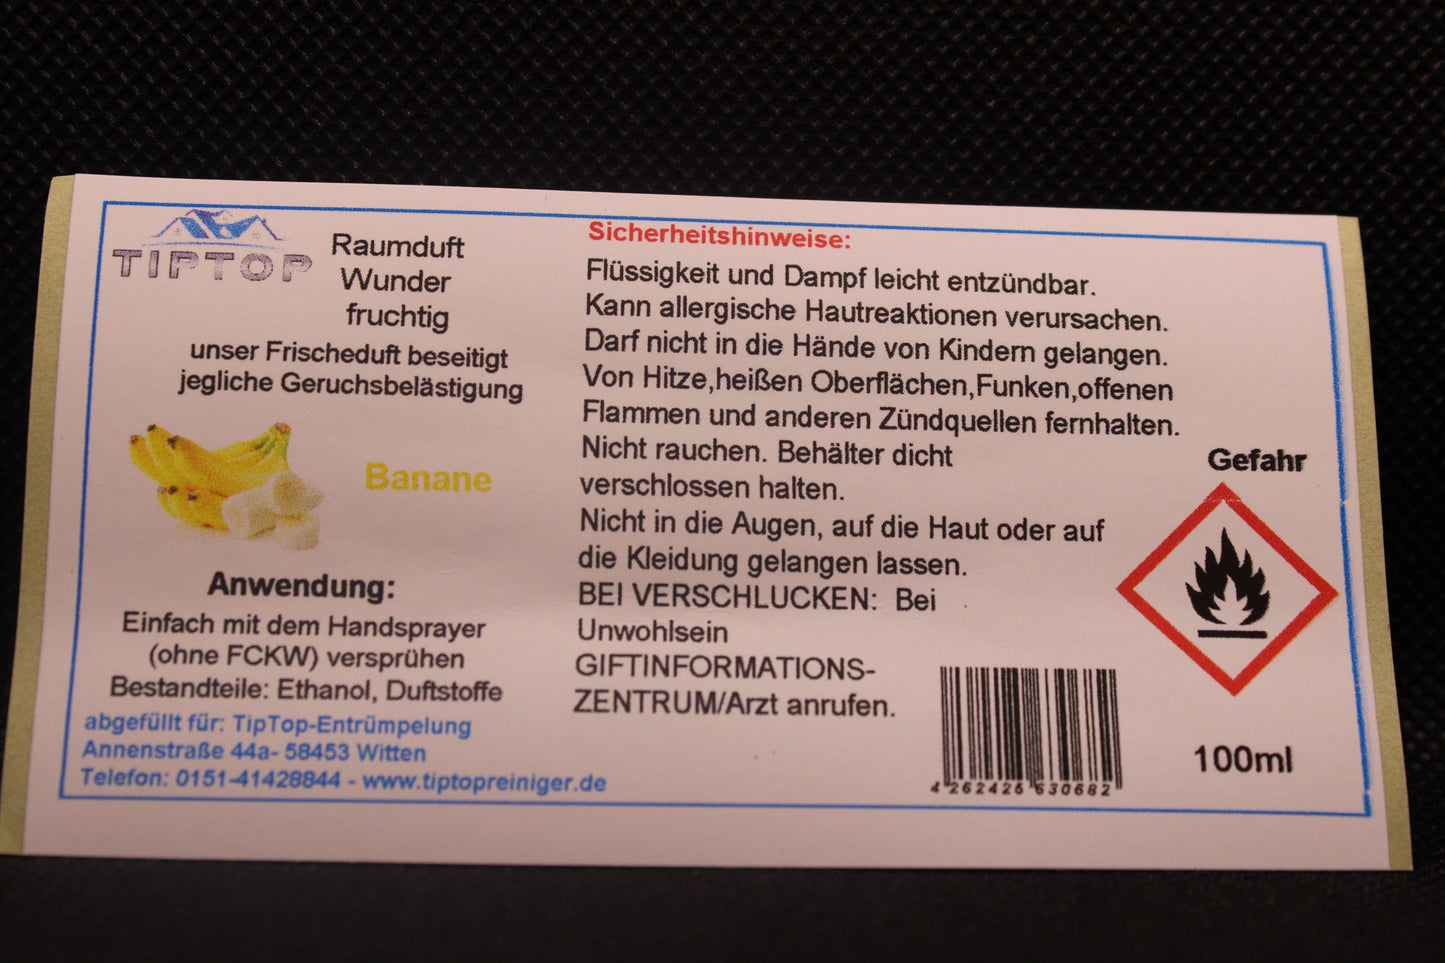 TIPTOP
Raumduft
Wunder
fruchtig
unser Frischeduft beseitigt
jegliche Geruchsbelästigung
Banane
Anwendung:
Einfach mit dem Handsprayer
(ohne FCKW) versprühen
Bestandteile: Ethanol, Duftstoffe
abgefüllt für: TipTop-Entrümpelung
Annenstraße 44a- 58453 Witten
Telefon: 0151-41428844 - www.tiptopreiniger.de
Sicherheitshinweise:
Flüssigkeit und Dampf leicht entzündbar.
Kann allergische Hautreaktionen verursachen.
Darf nicht in die Hände von Kindern gelangen.
Von Hitze,heißen Oberflächen,Funken,offenen
Flammen und anderen Zündquellen fernhalten.
Nicht rauchen. Behälter dicht
verschlossen halten.
Nicht in die Augen, auf die Haut oder auf
die Kleidung gelangen lassen.
BEI VERSCHLUCKEN: Bei
Unwohlsein
GIFTINFORMATIONS-
ZENTRUM/Arzt anrufen.
Gefahr
100ml
4 262426 630682